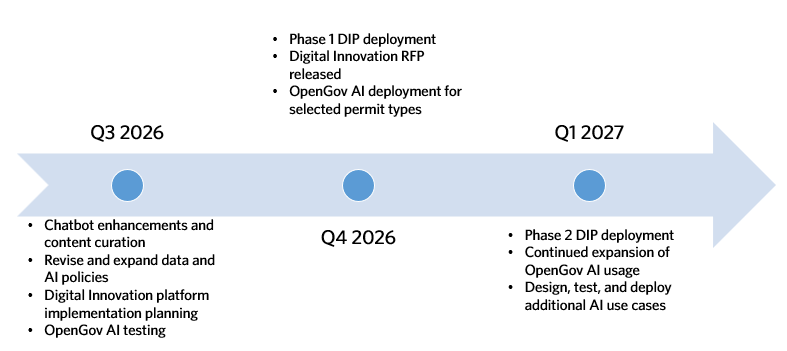 Q3 2026
• Chatbot enhancements and
content curation
• Revise and expand data and
AI policies
• Digital Innovation platform
implementation planning
• OpenGov AI testing
• Phase 1 DIP deployment
• Digital Innovation RFP
released
• OpenGov AI deployment for
selected permit types
Q4 2026
Q1 2027
• Phase 2 DIP deployment
• Continued expansion of
OpenGov AI usage
• Design, test, and deploy
additional AI use cases